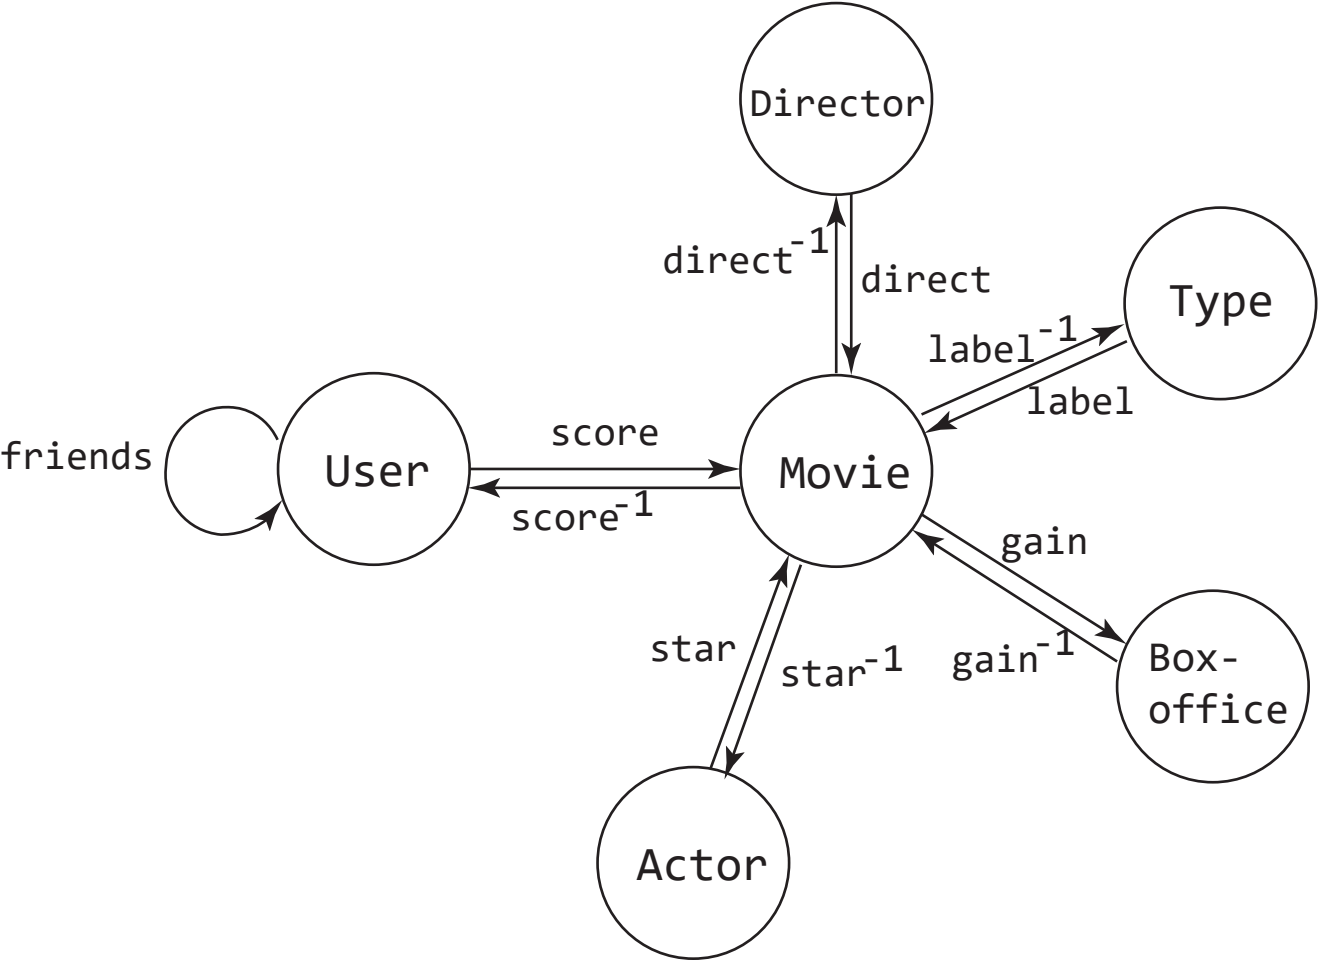 Director
direct-1
direct
Type
label-1
label
friends
User
score
score-1
Movie
gain
gain-1
Box-
office
star
star-1
Actor